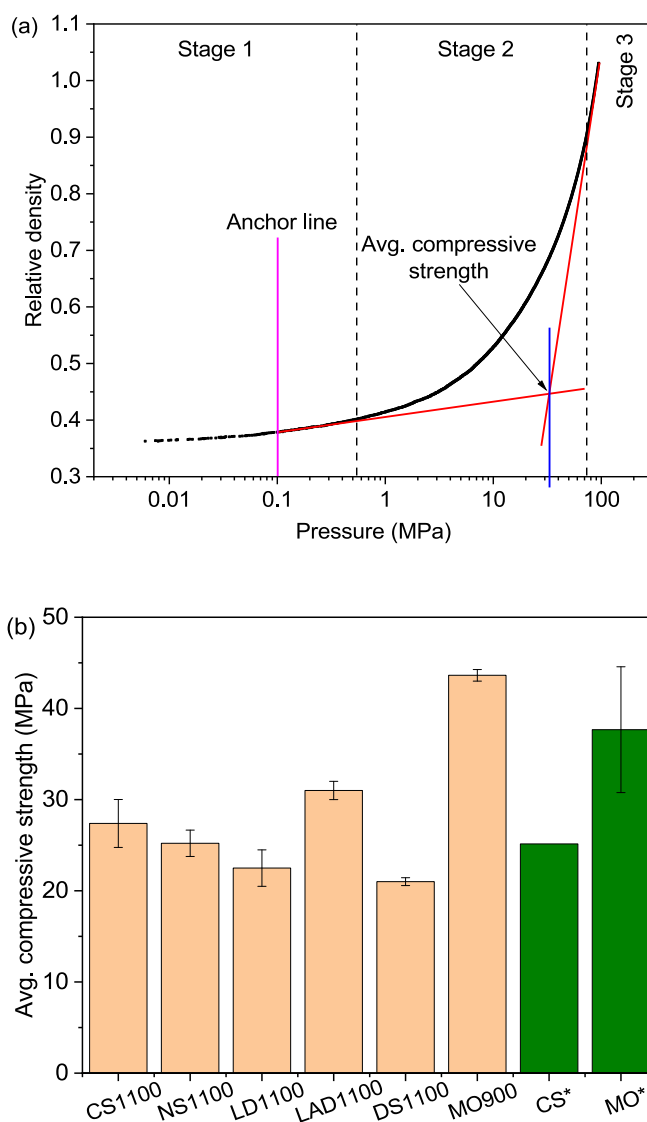 (a)
Stage 1
Stage 2
Stage 3
Anchor line
Avg. compressive
strength
Relative density
1.1
1.0
0.9
0.8
0.7
0.6
0.5
0.4
0.3
0.01
0.1
1
10
100
Pressure (MPa)
(b)
Avg. compressive strength (MPa)
50
40
30
20
10
0
CS1100
NS1100
LD1100
LAD1100
DS1100
MO900
CS*
MO*